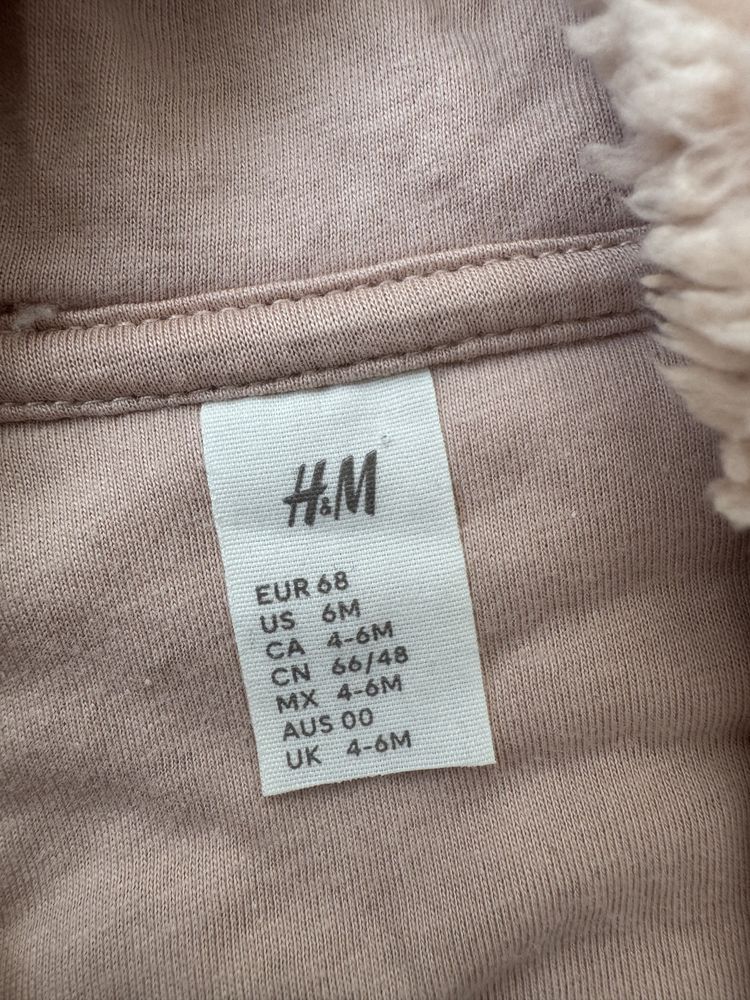 H&M
EUR 68
US 6M
CA 4-6M
CN 66/48
MX 4-6M
AUS 00
UK 4-6M